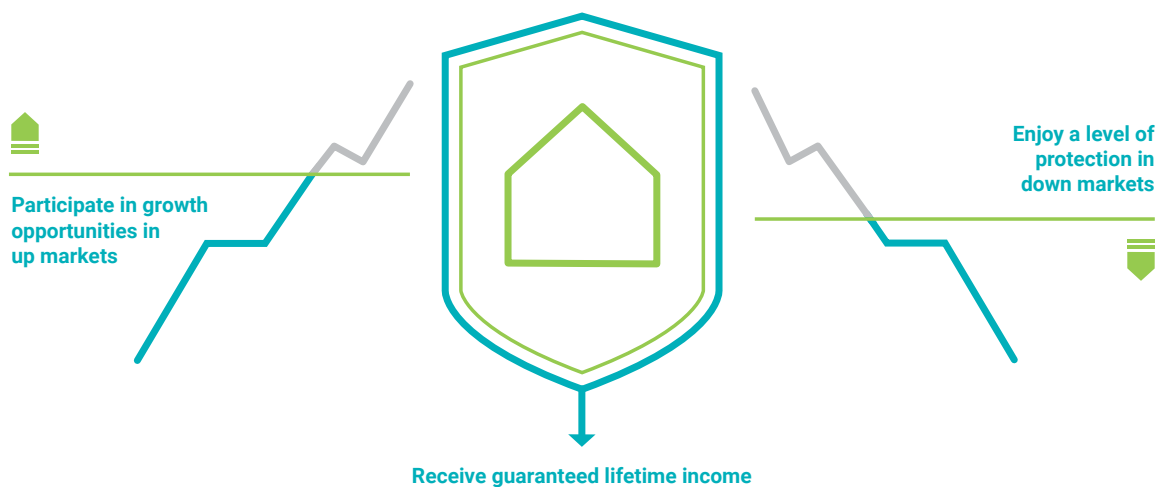 Participate in growth
opportunities in
up markets
Enjoy a level of
protection in
down markets
Receive guaranteed lifetime income